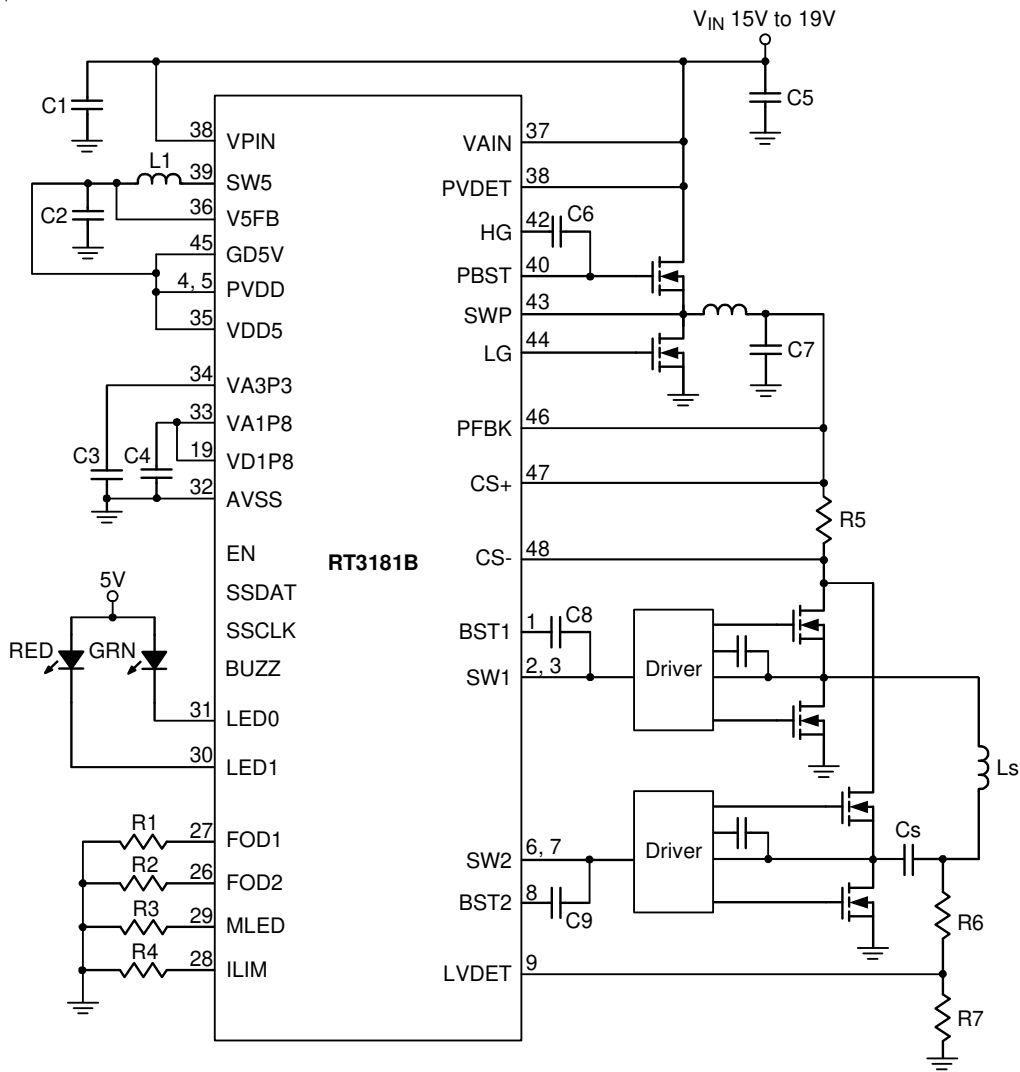 VIN 15V to 19V
C1
C5
38 VPIN
VAIN 37
L1
39 SW5
PVDET 38
C2
36 V5FB
HG 42 C6
45 GD5V
PBST 40
4, 5 PVDD
SWP 43
35 VDD5
LG 44
C7
34 VA3P3
33 VA1P8
PFBK 46
C3
C4
19 VD1P8
CS+ 47
32 AVSS
R5
EN
RT3181B
CS- 48
5V
SSDAT
SSCLK
BST1 1 C8
RED
GRN
BUZZ
SW1 2, 3
Driver
31 LED0
30 LED1
Ls
R1
27 FOD1
Cs
R2
26 FOD2
SW2 6, 7
Driver
R3
29 MLED
BST2 8 C9
R6
R4
28 ILIM
LVDET 9
R7